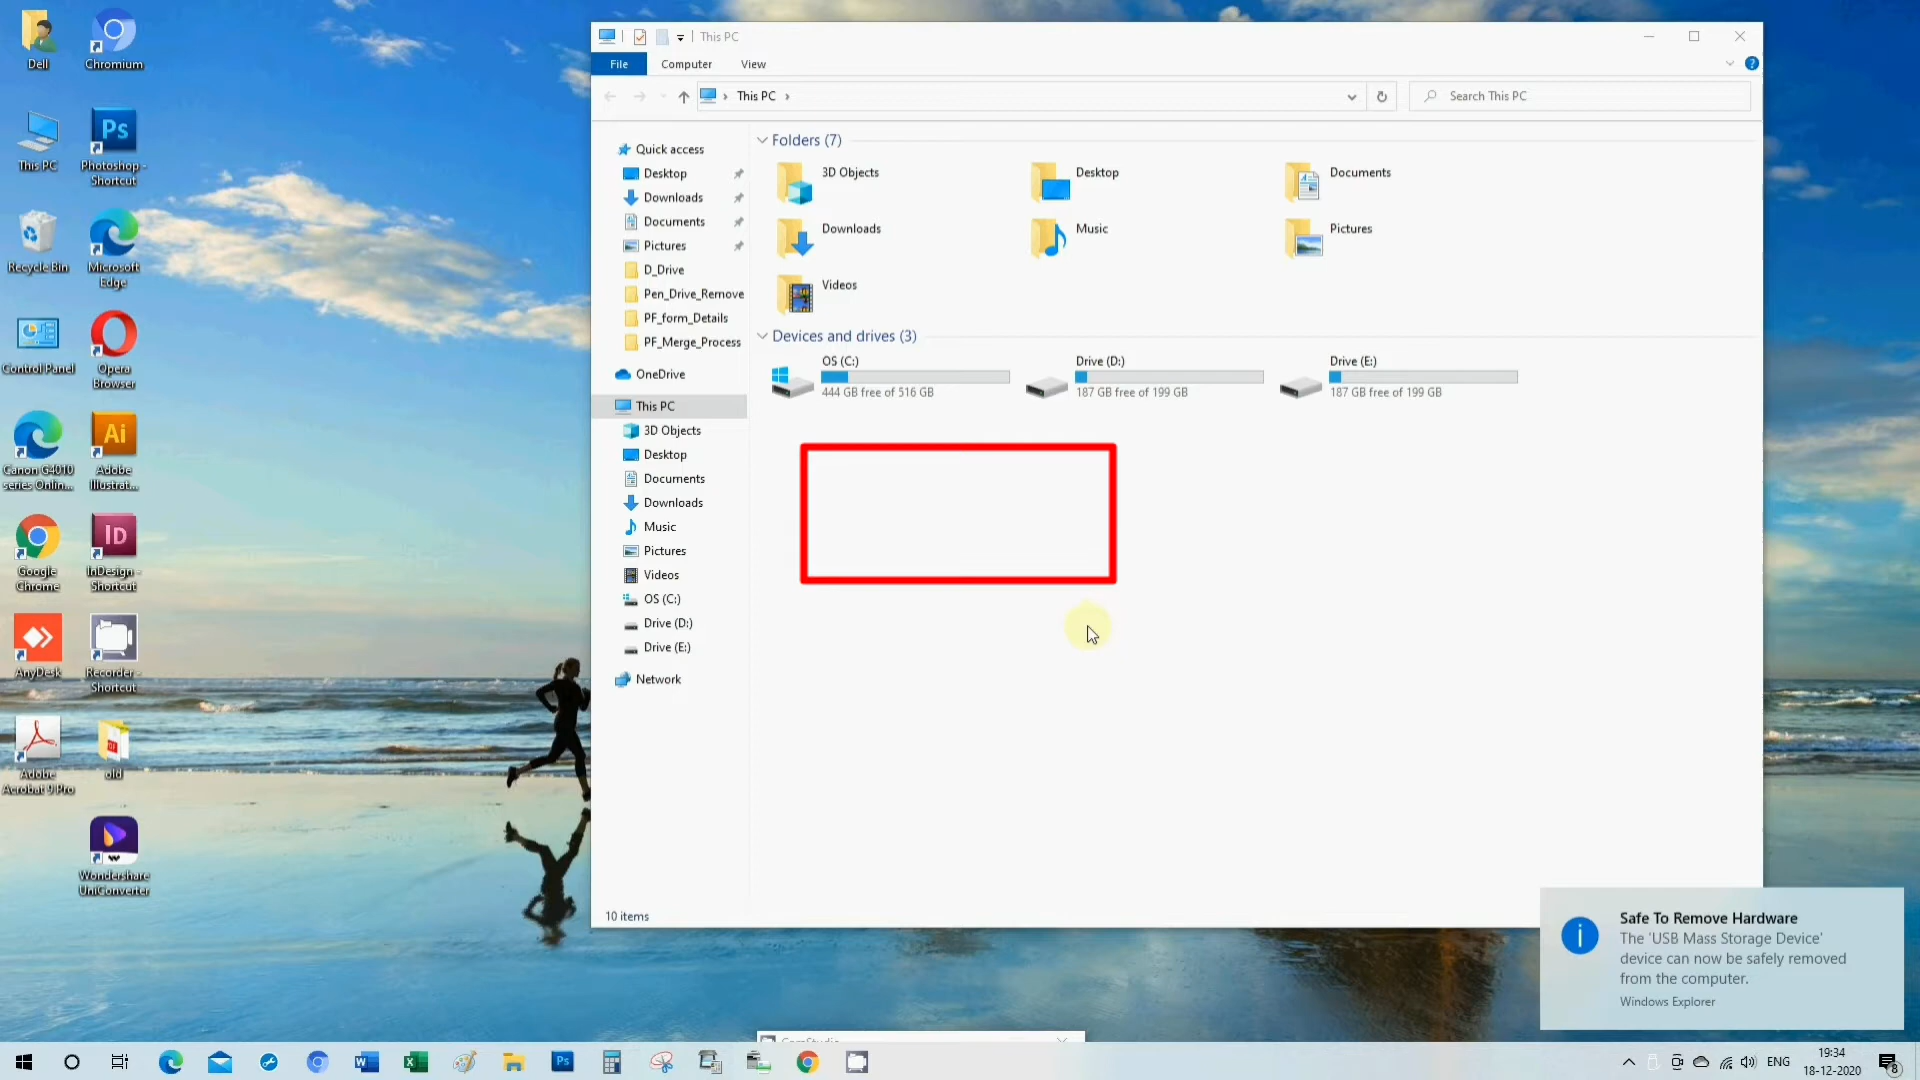 Dell
Chromium
This PC
Photoshop -
Shortcut
Recycle Bin
Microsoft
Edge
Control Panel
Opera
Browser
Canon G4010
series Onlin...
Adobe
Illustrat...
Google
Chrome
InDesign -
Shortcut
AnyDesk
Recorder -
Shortcut
Adobe
Acrobat 9 Pro
old
Wondershare
UniConverter
Ps
Ai
Id
This PC
File
Computer
View
This PC
Search This PC
Quick access
Desktop
Downloads
Documents
Pictures
D_Drive
Pen_Drive_Remove
PF_form_Details
PF_Merge_Process
OneDrive
This PC
3D Objects
Desktop
Documents
Downloads
Music
Pictures
Videos
OS (C:)
Drive (D:)
Drive (E:)
Network
Folders (7)
3D Objects
Desktop
Documents
Downloads
Music
Pictures
Videos
Devices and drives (3)
OS (C:)
444 GB free of 516 GB
Drive (D:)
187 GB free of 199 GB
Drive (E:)
187 GB free of 199 GB
10 items
Safe To Remove Hardware
The 'USB Mass Storage Device'
device can now be safely removed
from the computer.
Windows Explorer
Ps
ENG
19:34
18-12-2020
8